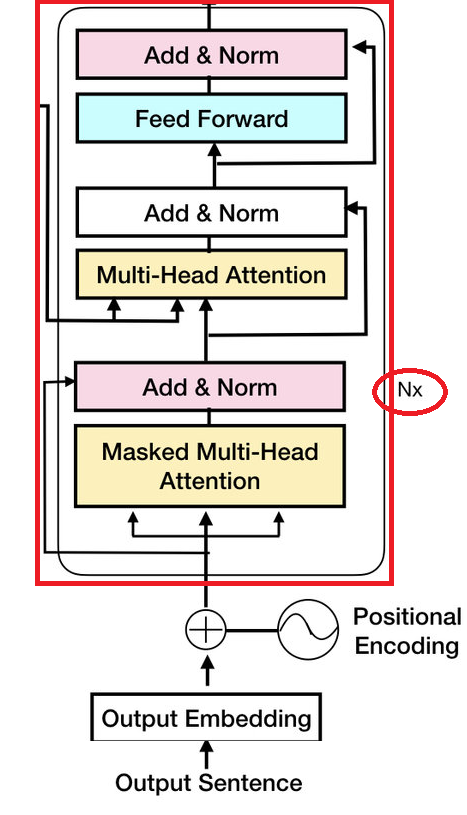 Add & Norm
Feed Forward
Add & Norm
Multi-Head Attention
Add & Norm
Nx
Masked Multi-Head
Attention
Positional
Encoding
Output Embedding
Output Sentence